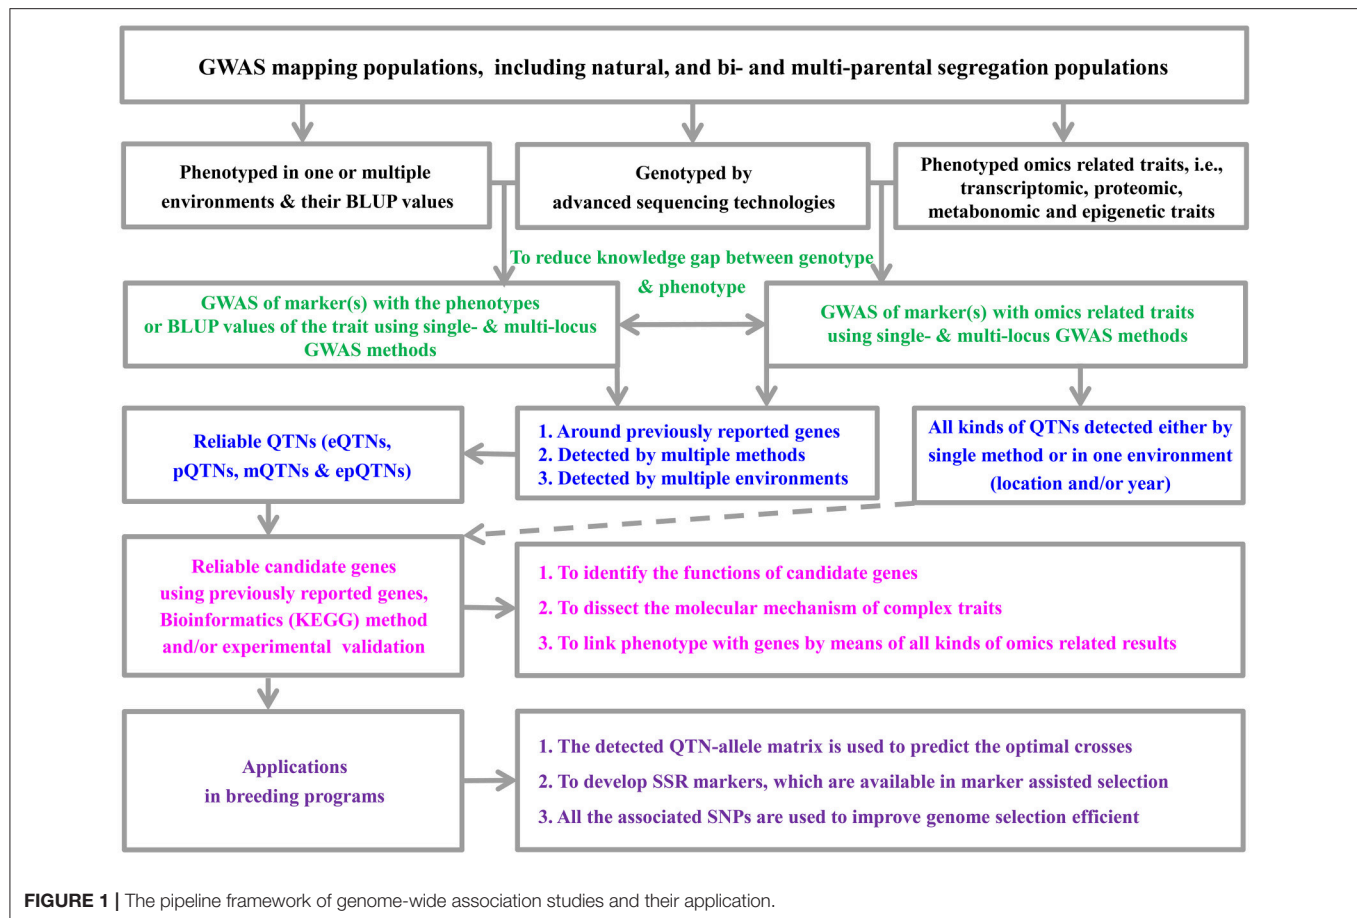 GWAS mapping populations, including natural, and bi- and multi-parental segregation populations
Phenotyped in one or multiple
environments & their BLUP values
Genotyped by
advanced sequencing technologies
Phenotyped omics related traits, i.e.,
transcriptomic, proteomic,
metabonomic and epigenetic traits
To reduce knowledge gap between genotype
& phenotype
GWAS of marker(s) with the phenotypes
or BLUP values of the trait using single- & multi-locus
GWAS methods
GWAS of marker(s) with omics related traits
using single- & multi-locus GWAS methods
Reliable QTNs (eQTNs,
pQTNs, mQTNs & epQTNs)
1. Around previously reported genes
2. Detected by multiple methods
3. Detected by multiple environments
All kinds of QTNs detected either by
single method or in one environment
(location and/or year)
Reliable candidate genes
using previously reported genes,
Bioinformatics (KEGG) method
and/or experimental validation
1. To identify the functions of candidate genes
2. To dissect the molecular mechanism of complex traits
3. To link phenotype with genes by means of all kinds of omics related results
Applications
in breeding programs
1. The detected QTN-allele matrix is used to predict the optimal crosses
2. To develop SSR markers, which are available in marker assisted selection
3. All the associated SNPs are used to improve genome selection efficient
FIGURE 1 | The pipeline framework of genome-wide association studies and their application.